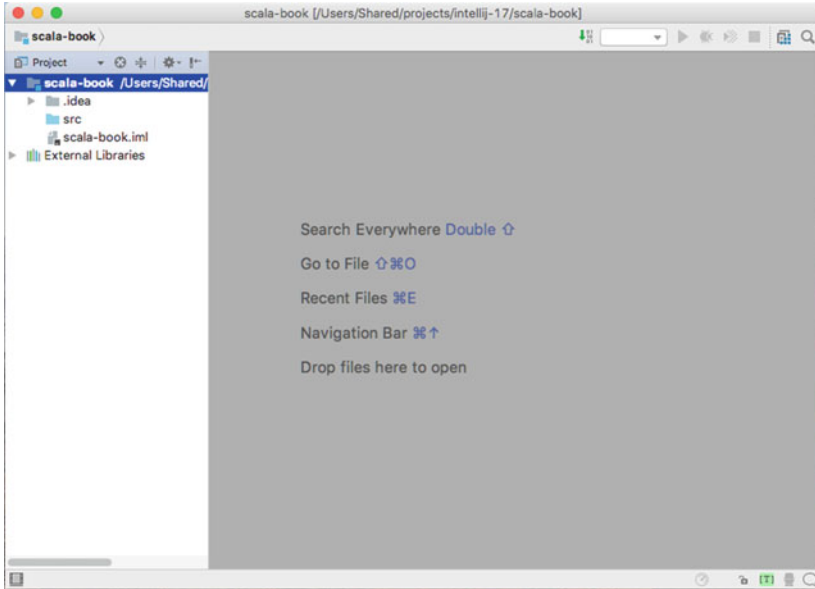 scala-book [/Users/Shared/projects/intellij-17/scala-book]
scala-book
Project
scala-book /Users/Shared/
.idea
src
scala-book.iml
External Libraries
Search Everywhere Double ⇧
Go to File ⇧⌘O
Recent Files ⌘E
Navigation Bar ⌘↑
Drop files here to open
[T]